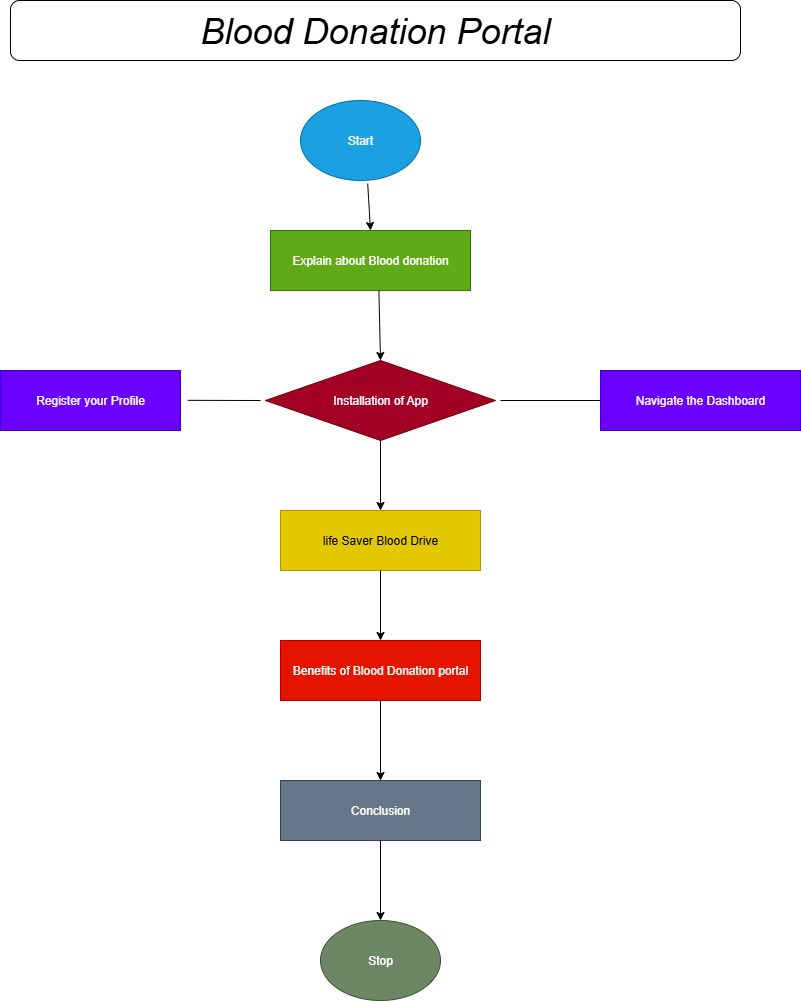 Blood Donation Portal
Start
Explain about Blood donation
Register your Profile
Installation of App
Navigate the Dashboard
life Saver Blood Drive
Benefits of Blood Donation portal
Conclusion
Stop